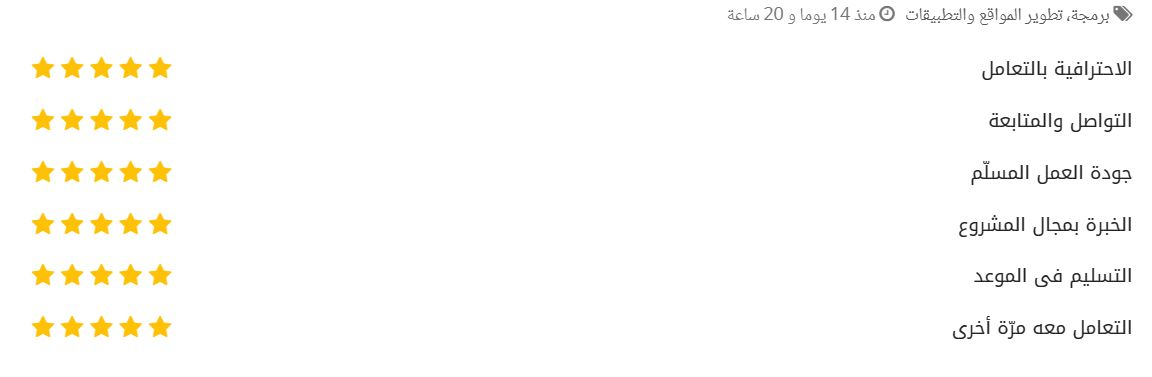 برمجة، تطوير المواقع والتطبيقات منذ 14 يوما و 20 ساعة
الاحترافية بالتعامل
التواصل والمتابعة
جودة العمل المسلّم
الخبرة بمجال المشروع
التسليم فى الموعد
التعامل معه مرّة أخرى